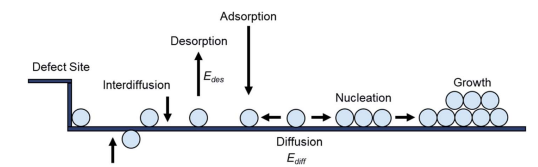 Adsorption
Desorption
Defect Site
Interdiffusion
E_des
Growth
Nucleation
Diffusion
E_diff